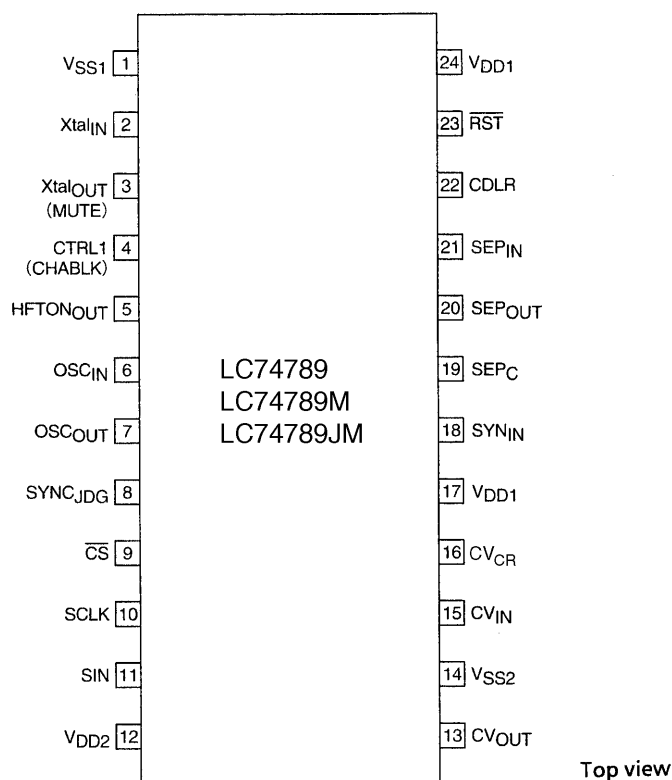 VSS1 1
24 VDD1
XtalIN 2
23 RST
XtalOUT 3
(MUTE)
22 CDLR
CTRL1 4
(CHABLK)
21 SEPIN
HFTONOUT 5
20 SEPOUT
OSCIN 6
LC74789
19 SEPC
LC74789M
OSCOUT 7
LC74789JM
18 SYNIN
SYNCJDG 8
17 VDD1
CS 9
16 CVCR
SCLK 10
15 CVIN
SIN 11
14 VSS2
VDD2 12
13 CVOUT
Top view